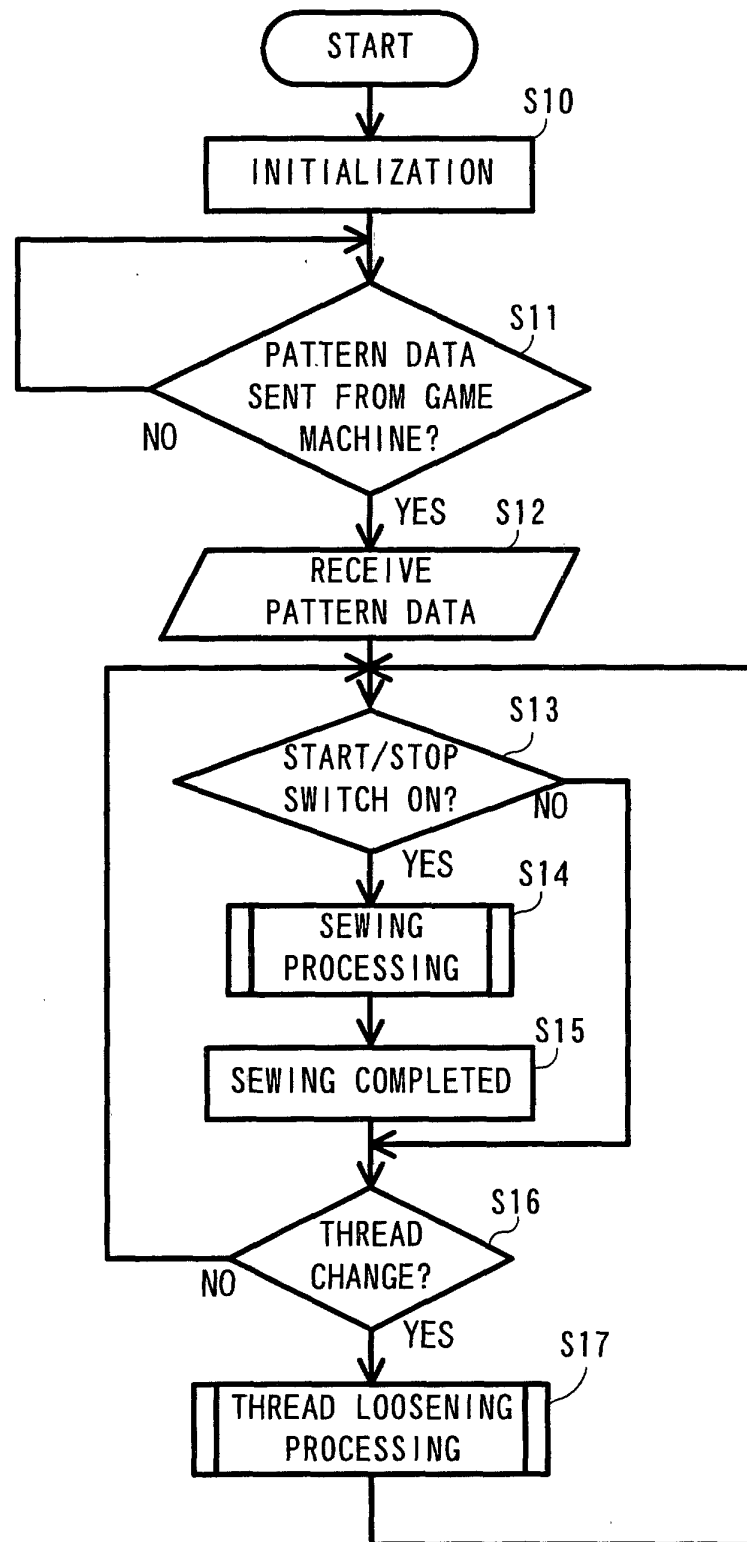 START
S10
INITIALIZATION
S11
PATTERN DATA
SENT FROM GAME
MACHINE?
NO
YES
S12
RECEIVE
PATTERN DATA
S13
START/STOP
SWITCH ON?
NO
YES
S14
SEWING
PROCESSING
S15
SEWING COMPLETED
S16
THREAD
CHANGE?
NO
YES
S17
THREAD LOOSENING
PROCESSING